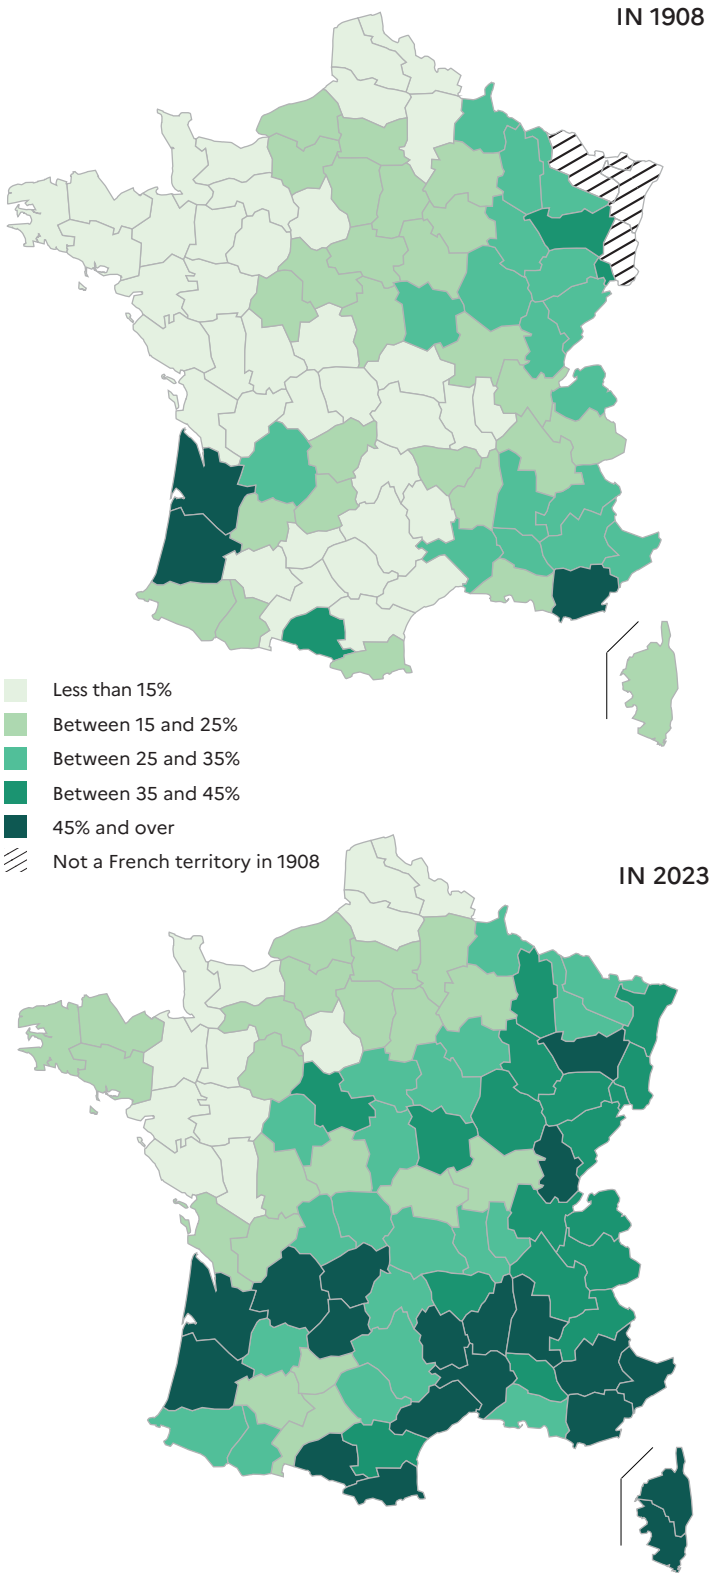 IN 1908
Less than 15%
Between 15 and 25%
Between 25 and 35%
Between 35 and 45%
45% and over
Not a French territory in 1908
IN 2023